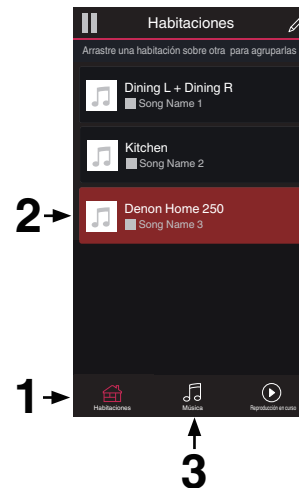 Habitaciones
Arrastre una habitación sobre otra para agruparlas
Dining L + Dining R
Song Name 1
Kitchen
Song Name 2
2
Denon Home 250
Song Name 3
1
Habitaciones
Música
Reproducción en curso
3